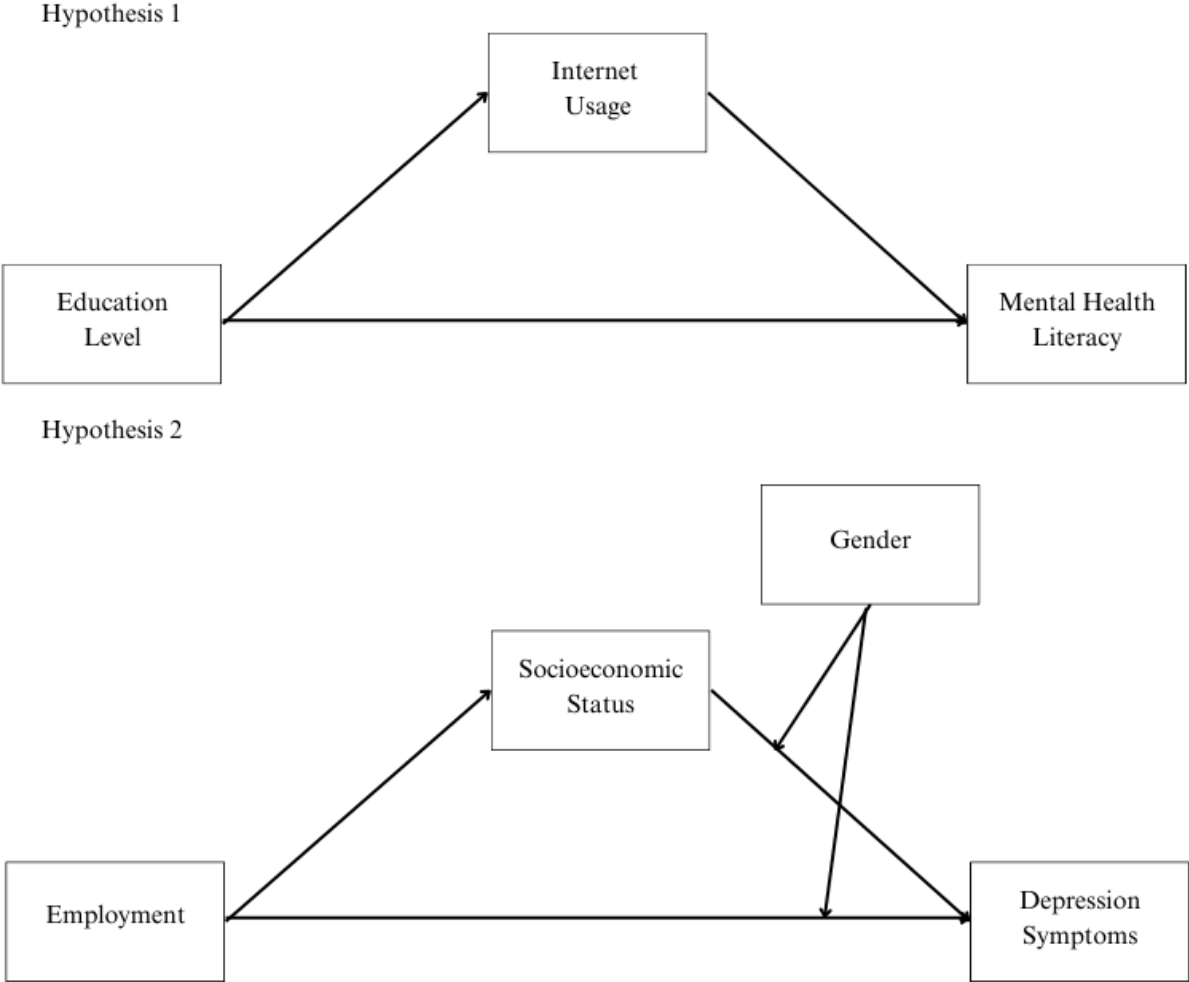 Hypothesis 1
Internet
Usage
Education
Level
Mental Health
Literacy
Hypothesis 2
Gender
Socioeconomic
Status
Employment
Depression
Symptoms